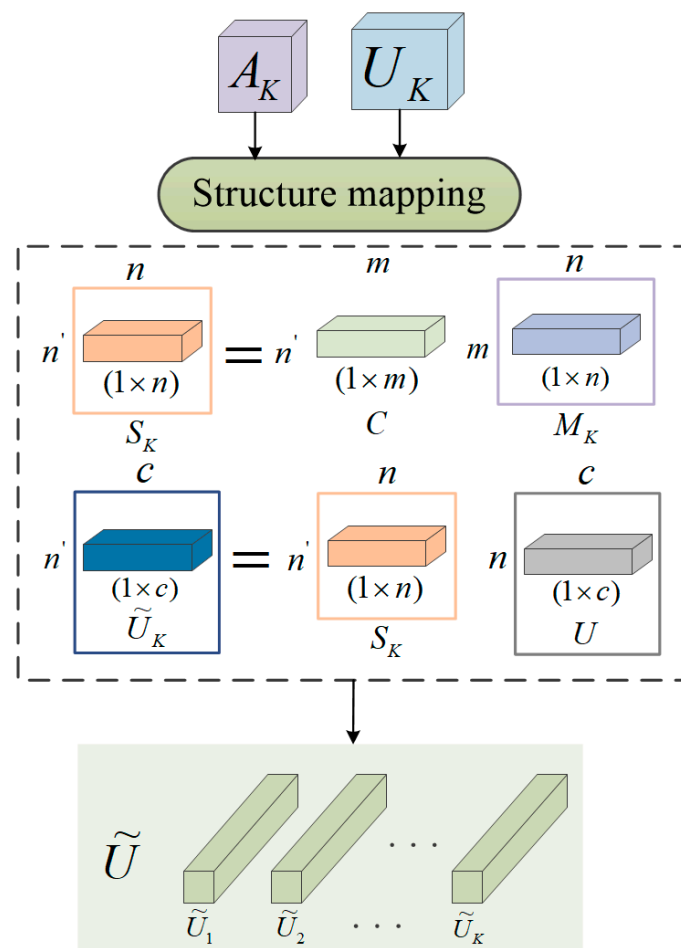 A_K U_K
Structure mapping
n m n
n' = n' m
(1×n) (1×m) (1×n)
S_K C M_K
c n c
n' = n' n
(1×c) (1×n) (1×c)
Ũ_K S_K U
Ũ · · ·
Ũ_1 Ũ_2 · · · Ũ_K